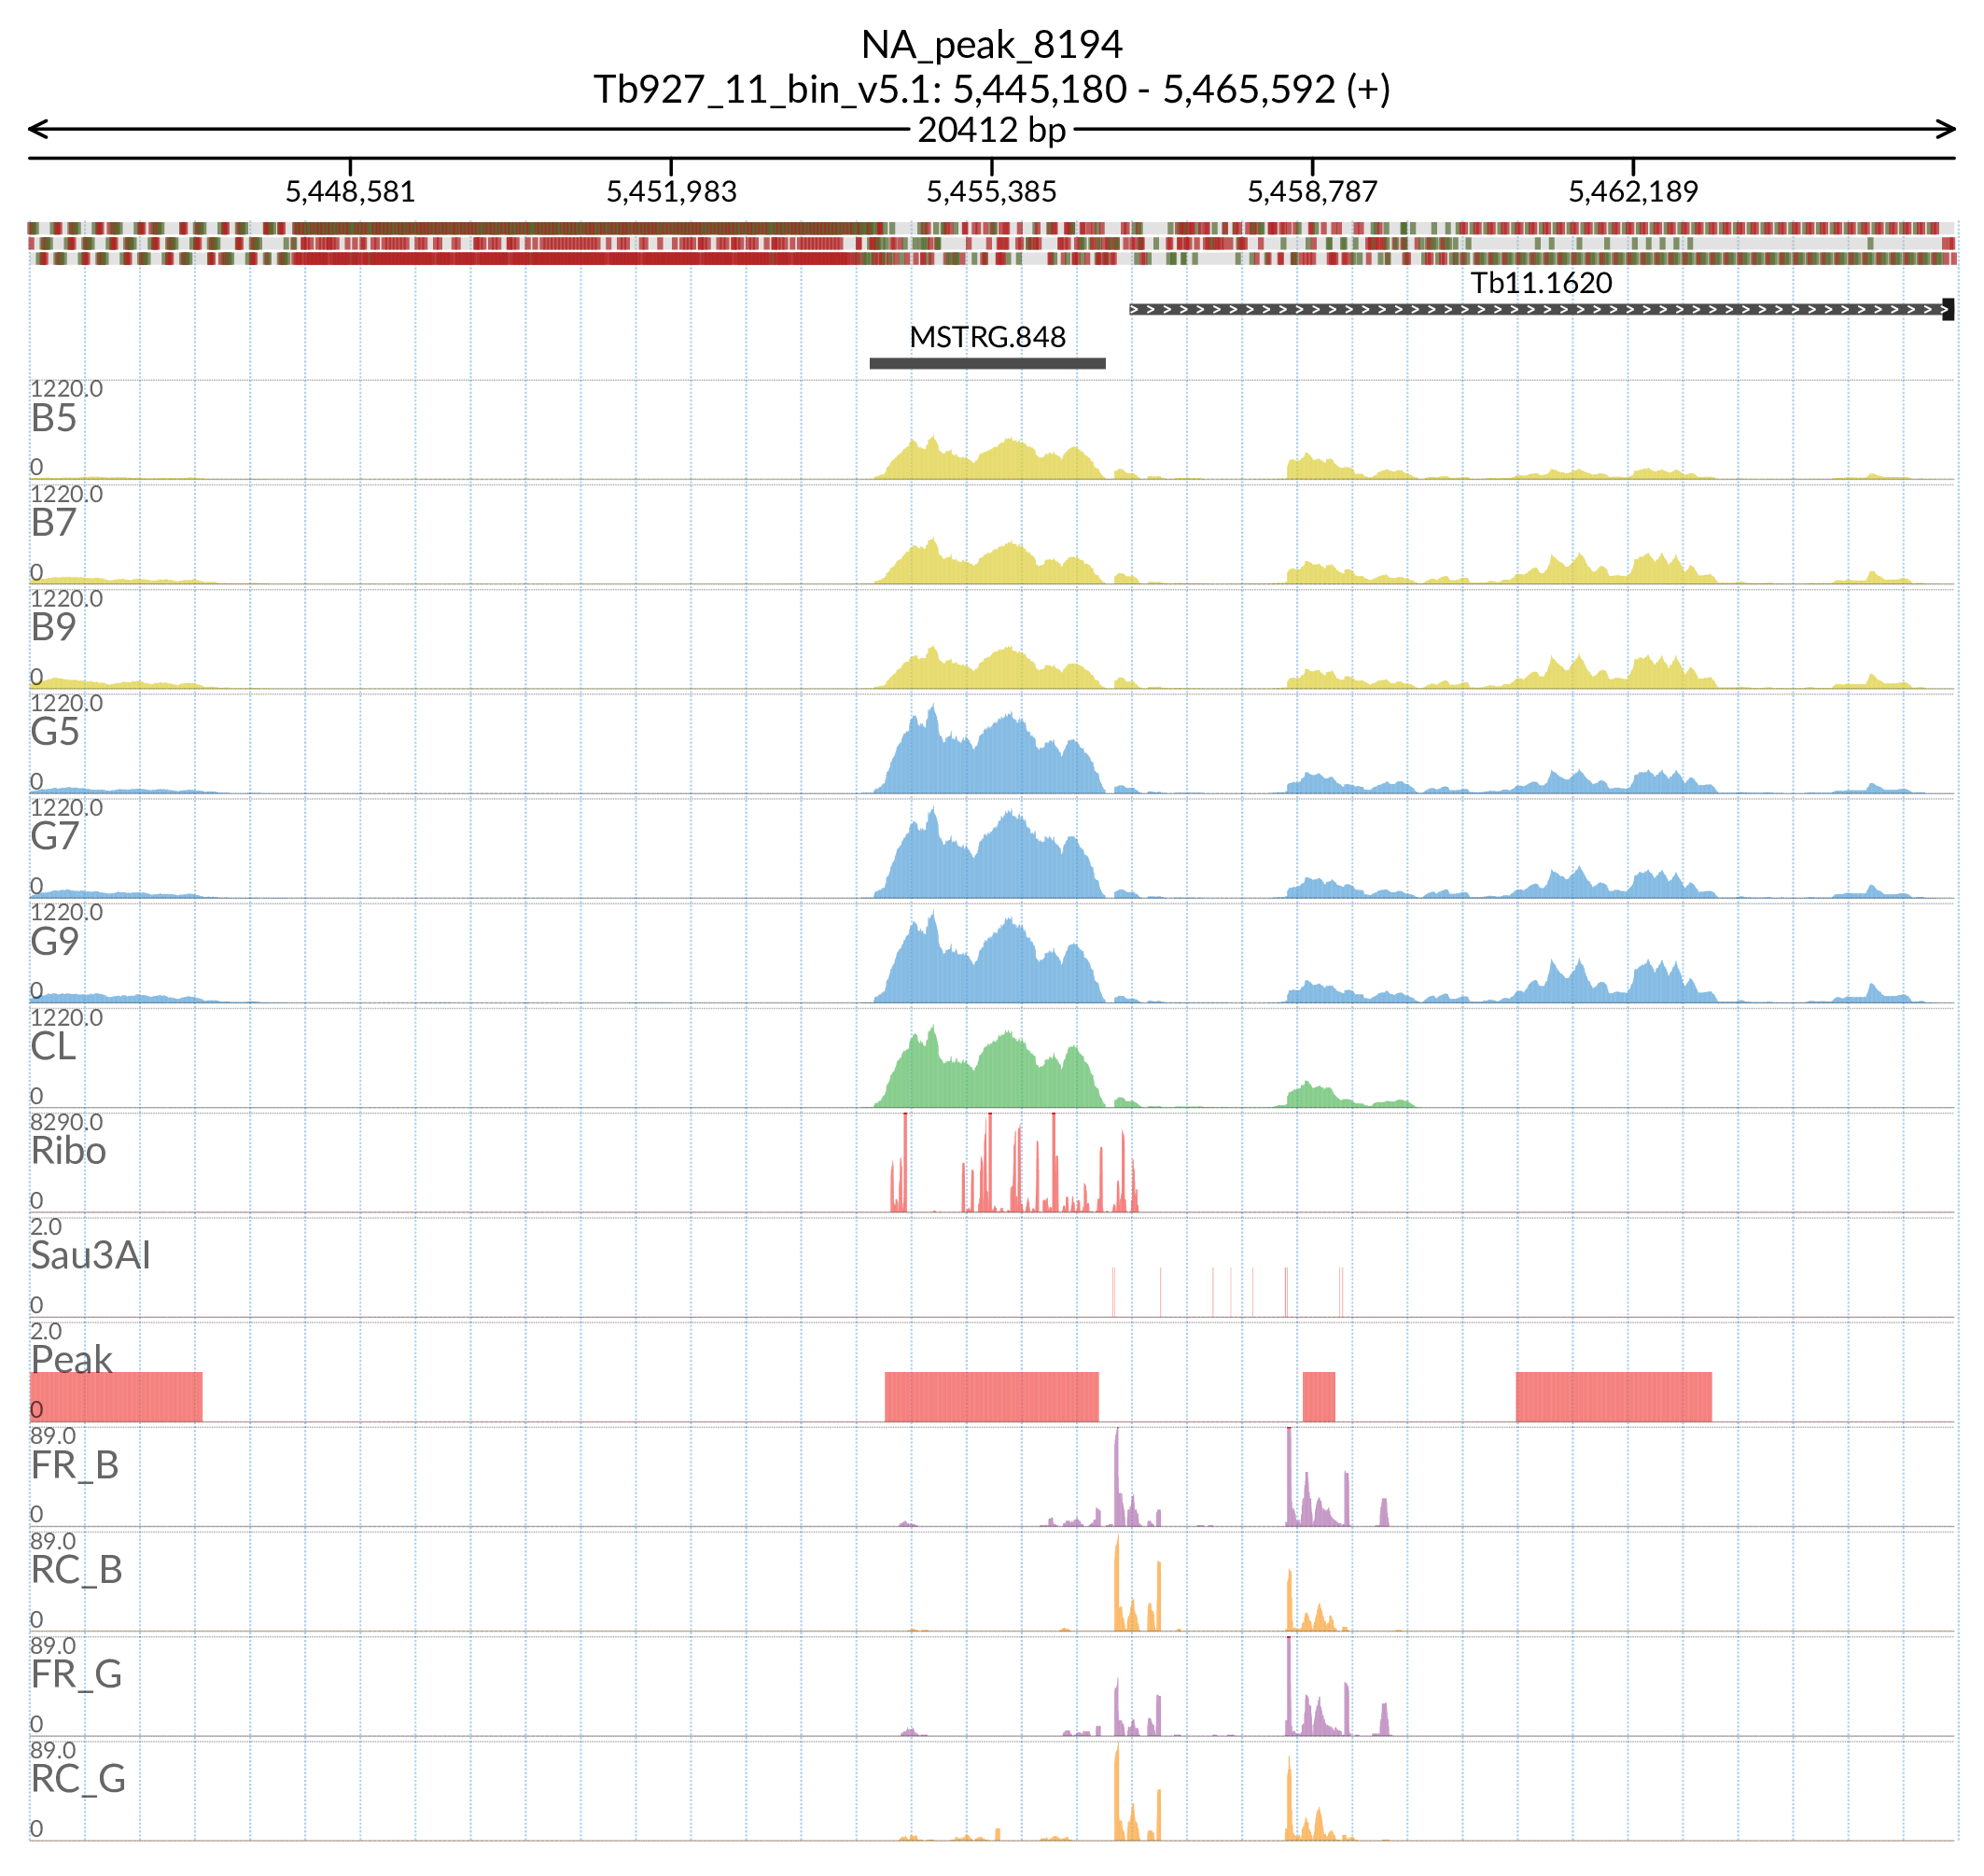 NA_peak_8194
Tb927_11_bin_v5.1: 5,445,180 - 5,465,592 (+)
20412 bp
5,448,581 5,451,983 5,455,385 5,458,787 5,462,189
Tb11.1620
MSTRG.848
1220.0
B5
0
1220.0
B7
0
1220.0
B9
0
1220.0
G5
0
1220.0
G7
0
1220.0
G9
0
1220.0
CL
0
8290.0
Ribo
0
2.0
Sau3AI
0
2.0
Peak
0
89.0
FR_B
0
89.0
RC_B
0
89.0
FR_G
0
89.0
RC_G
0